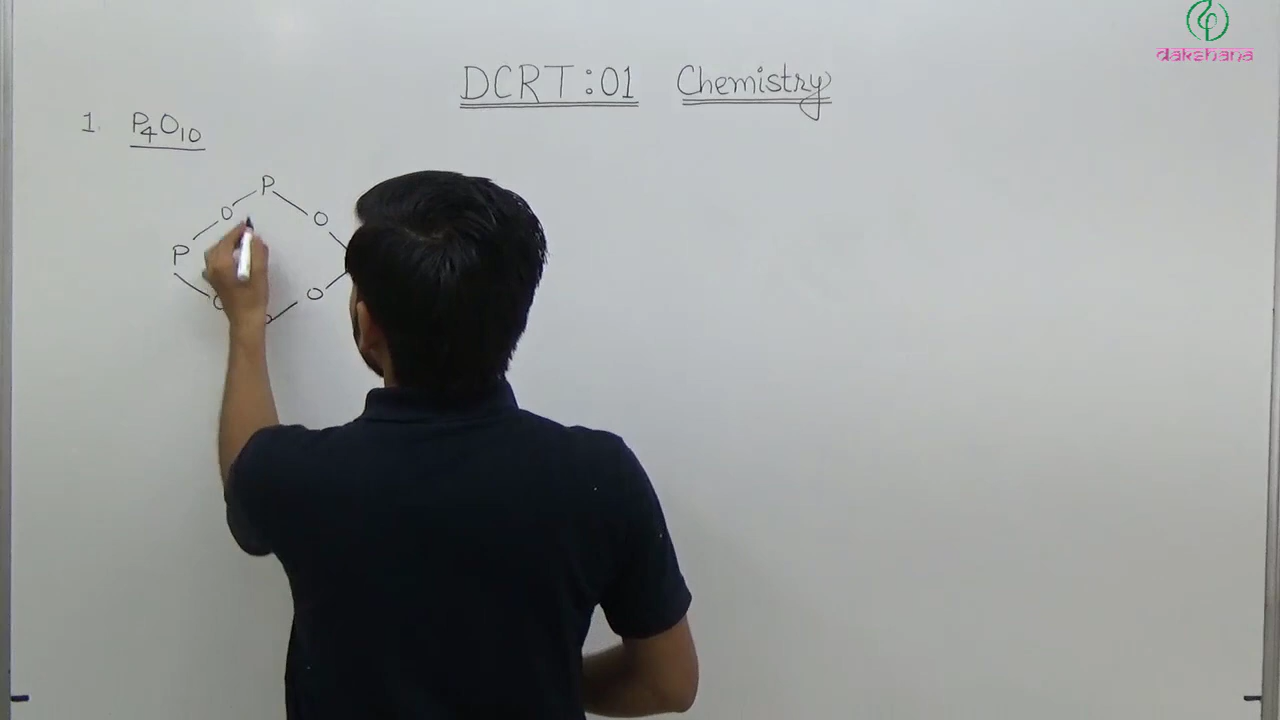 dakshana
DCRT:01 Chemistry
1. P4O10
P
O O
P
O